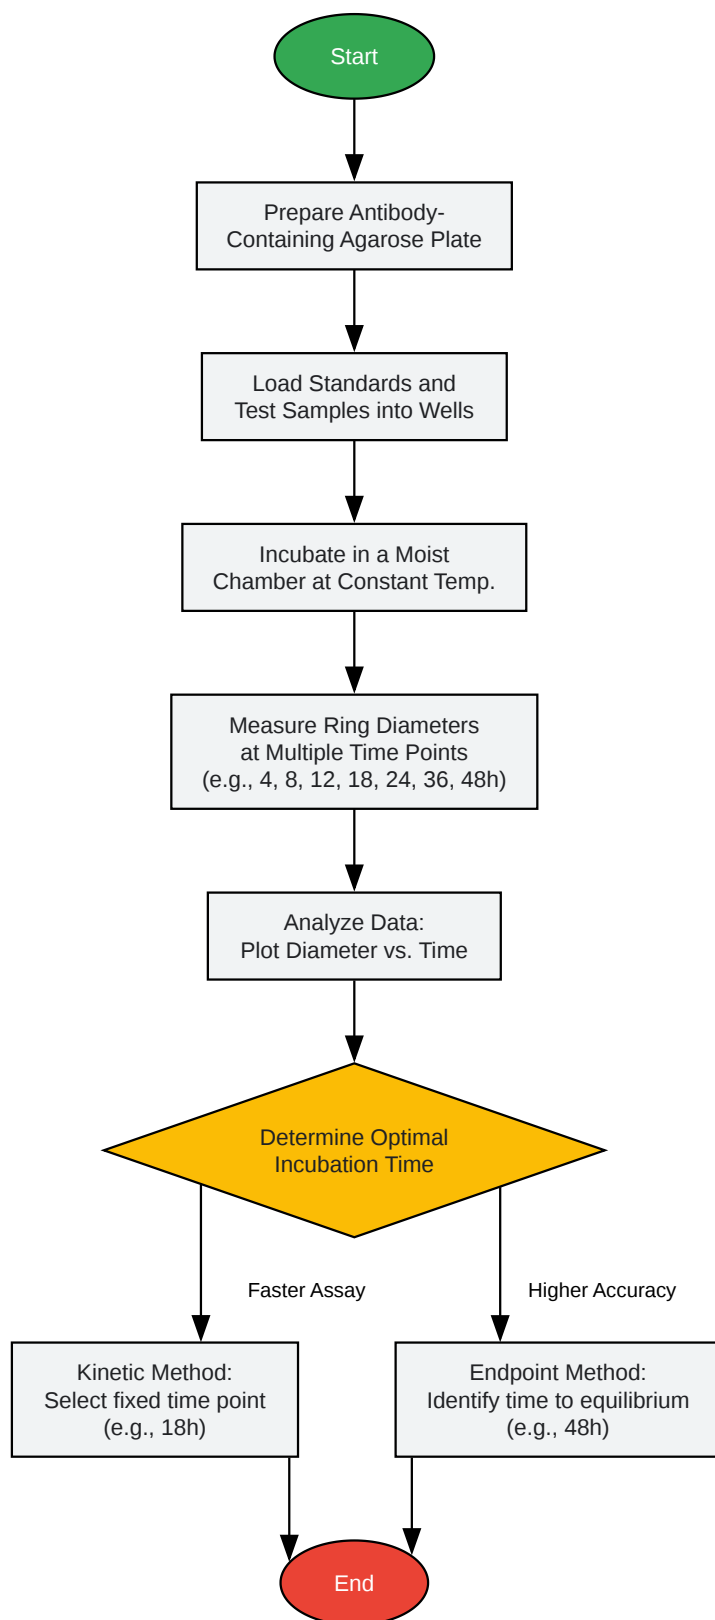 Start
Prepare Antibody-
Containing Agarose Plate
Load Standards and
Test Samples into Wells
Incubate in a Moist
Chamber at Constant Temp.
Measure Ring Diameters
at Multiple Time Points
(e.g., 4, 8, 12, 18, 24, 36, 48h)
Analyze Data:
Plot Diameter vs. Time
Determine Optimal
Incubation Time
Faster Assay
Higher Accuracy
Kinetic Method:
Select fixed time point
(e.g., 18h)
Endpoint Method:
Identify time to equilibrium
(e.g., 48h)
End